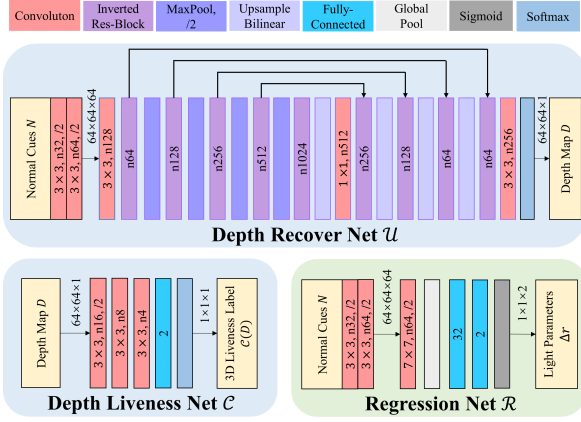 Convoluton
Inverted
Res-Block
MaxPool,
/2
Upsample
Bilinear
Fully-
Connected
Global
Pool
Sigmoid
Softmax
Normal Cues N
3 × 3, n32, /2
3 × 3, n64, /2
64×64×64
3 × 3, n128
n64
n128
n256
n512
n1024
1 × 1, n512
n256
n128
n64
n64
3 × 3, n256
64×64×1
Depth Map D
Depth Recover Net 𝒰
Depth Map D
64×64×1
3 × 3, n16, /2
3 × 3, n8
3 × 3, n4
2
1×1×1
3D Liveness Label
𝒞(D)
Depth Liveness Net 𝒞
Normal Cues N
3 × 3, n32, /2
3 × 3, n64, /2
64×64×64
7 × 7, n64, /2
32
2
1×1×2
Light Parameters
Δr
Regression Net ℛ